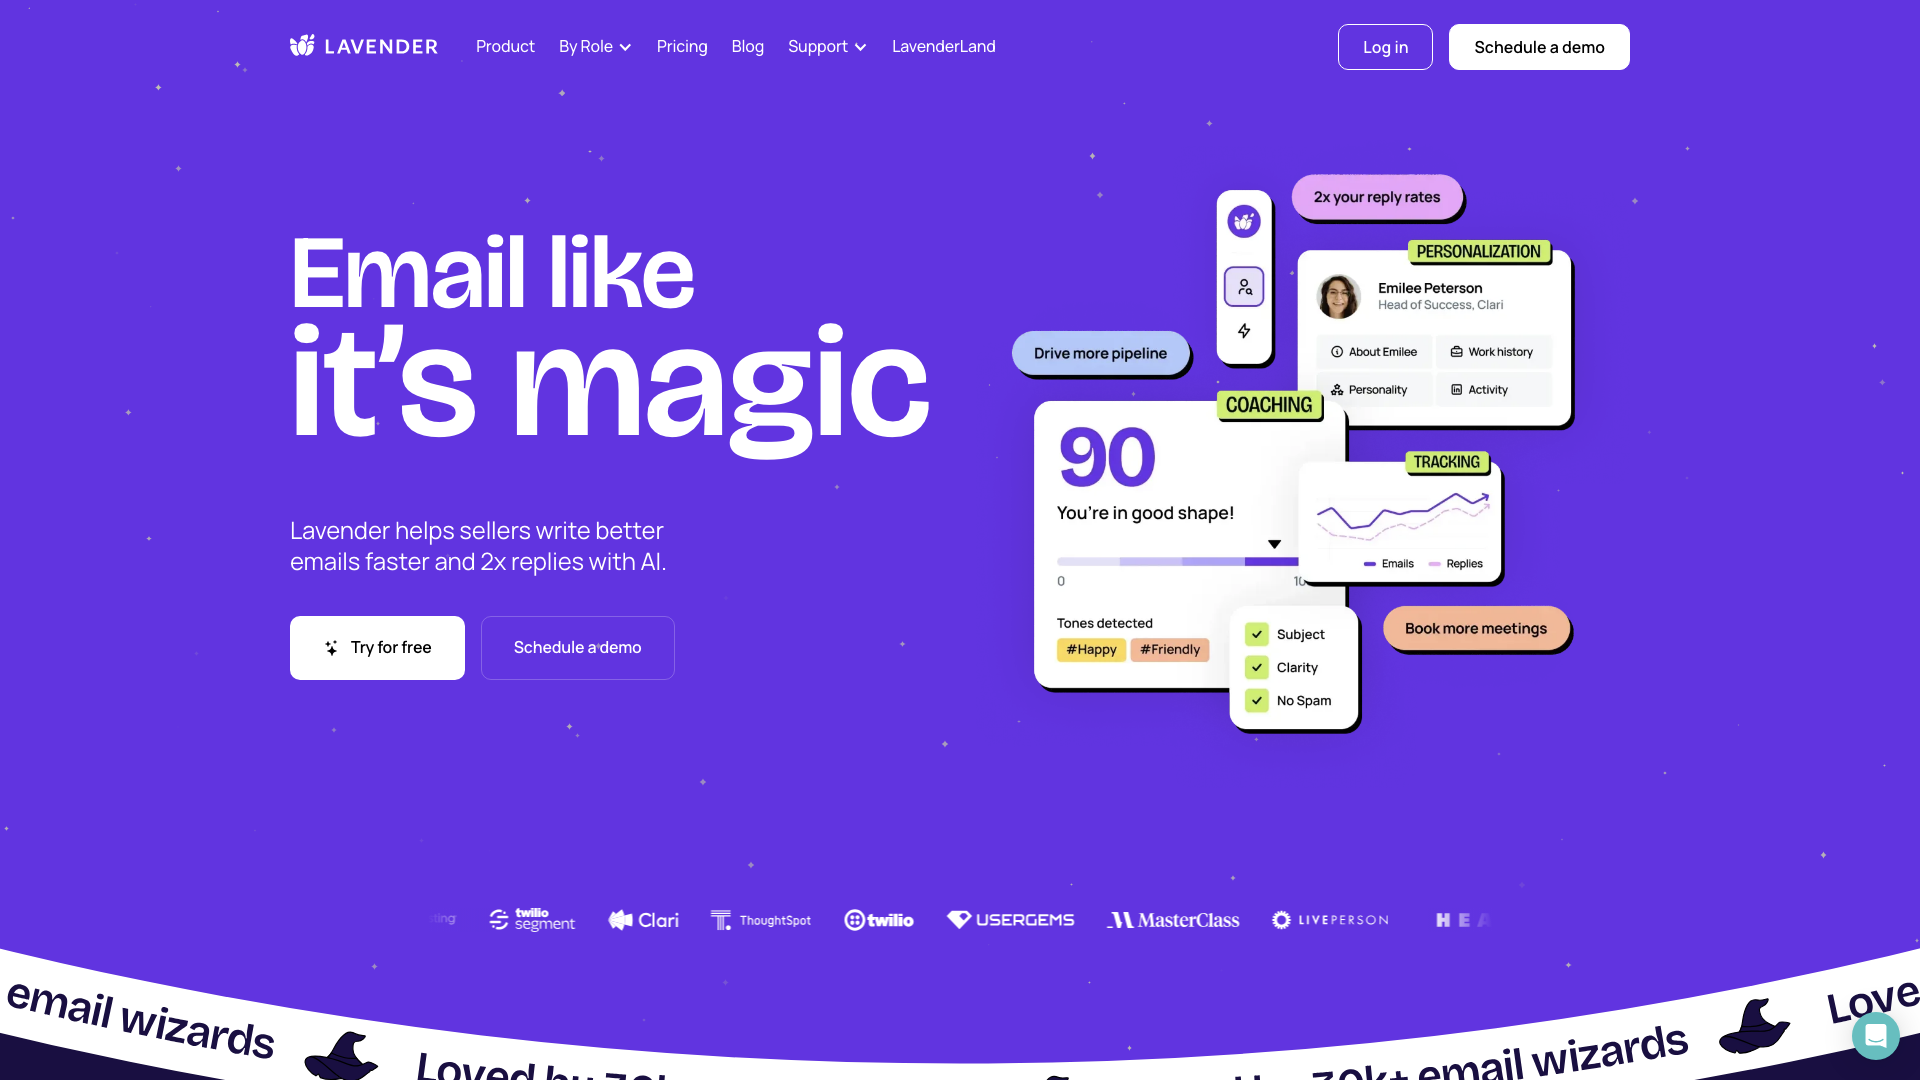 LAVENDER
Product
By Role
Pricing
Blog
Support
LavenderLand
Log in
Schedule a demo
Email like
it's magic
Lavender helps sellers write better
emails faster and 2x replies with AI.
Try for free
Schedule a demo
2x your reply rates
PERSONALIZATION
Emilee Peterson
Head of Success, Clari
About Emilee
Work history
Personality
Activity
Drive more pipeline
COACHING
90
You're in good shape!
0
10
Tones detected
#Happy
#Friendly
TRACKING
Emails
Replies
Subject
Clarity
No Spam
Book more meetings
twilio
segment
Clari
ThoughtSpot
twilio
USERGEMS
MasterClass
LIVEPERSON
email wizards
Loved by
30k+ email wizards
Love